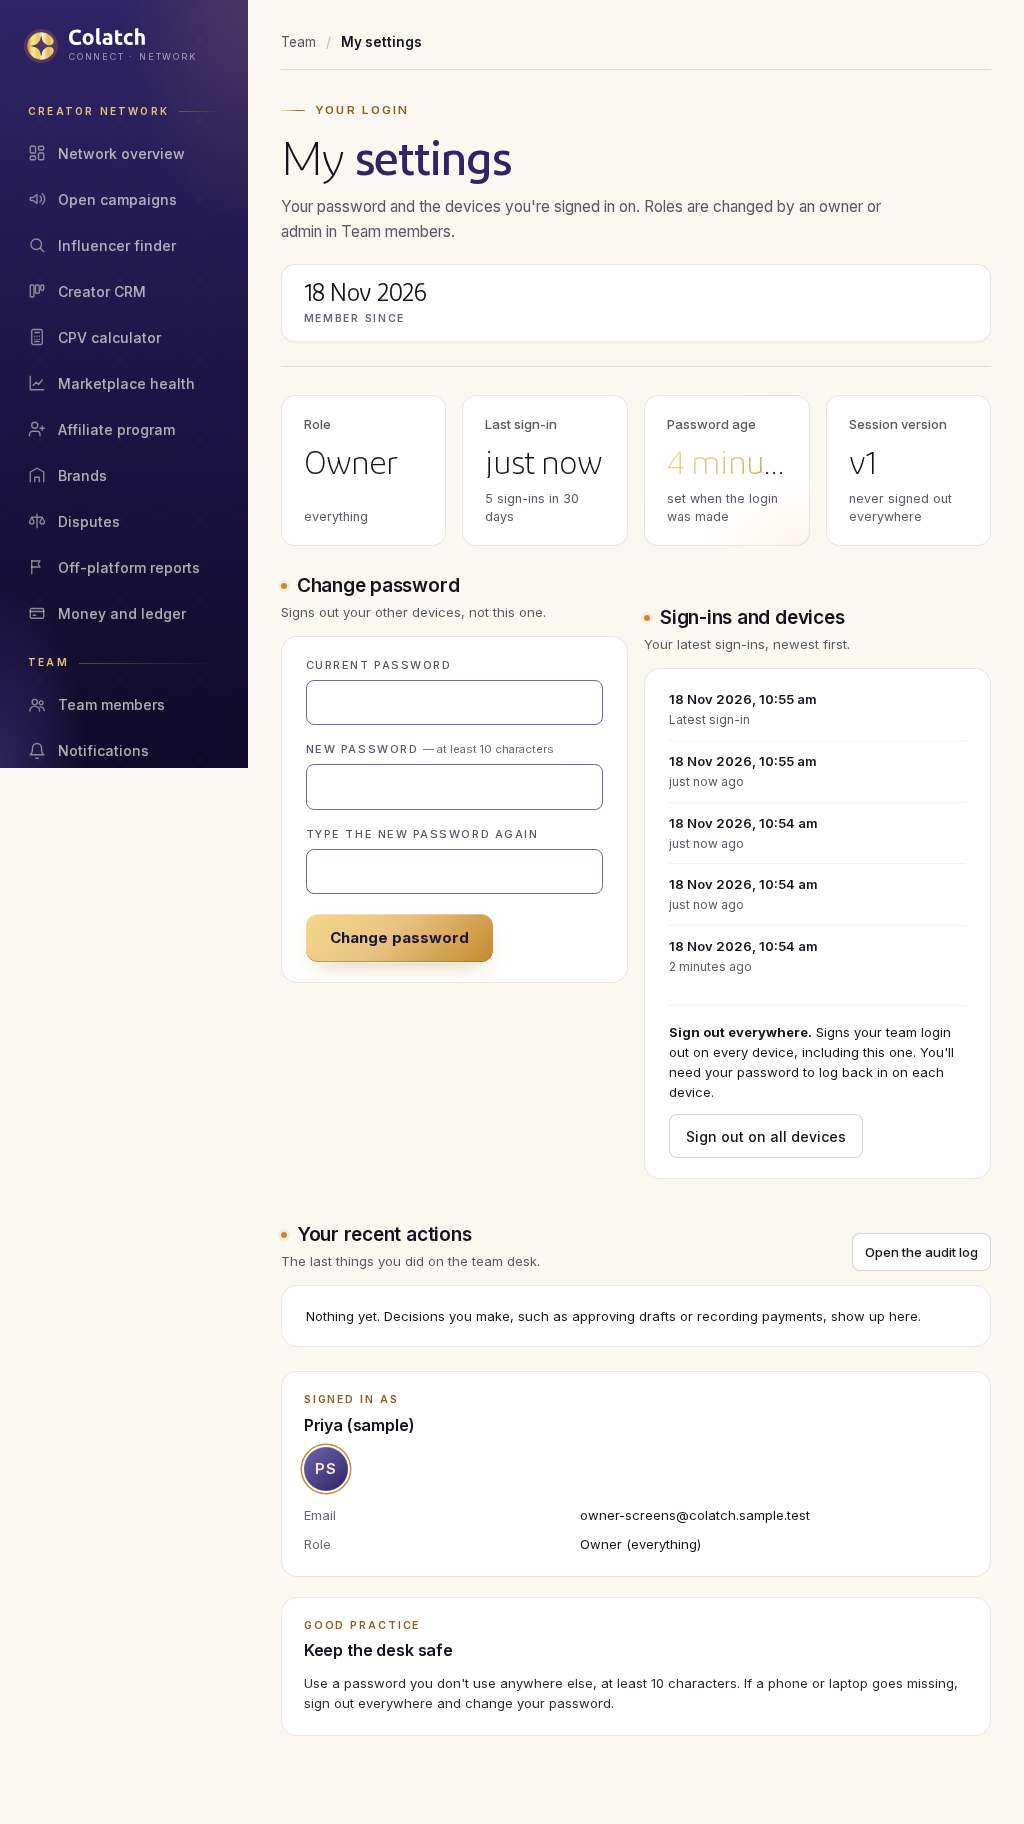 Colatch
CONNECT · NETWORK
CREATOR NETWORK
Network overview
Open campaigns
Influencer finder
Creator CRM
CPV calculator
Marketplace health
Affiliate program
Brands
Disputes
Off-platform reports
Money and ledger
TEAM
Team members
Notifications
Team / My settings
YOUR LOGIN
My settings
Your password and the devices you're signed in on. Roles are changed by an owner or
admin in Team members.
18 Nov 2026
MEMBER SINCE
Role
Owner
everything
Last sign-in
just now
5 sign-ins in 30
days
Password age
4 minu...
set when the login
was made
Session version
v1
never signed out
everywhere
Change password
Signs out your other devices, not this one.
CURRENT PASSWORD
NEW PASSWORD — at least 10 characters
TYPE THE NEW PASSWORD AGAIN
Change password
Sign-ins and devices
Your latest sign-ins, newest first.
18 Nov 2026, 10:55 am
Latest sign-in
18 Nov 2026, 10:55 am
just now ago
18 Nov 2026, 10:54 am
just now ago
18 Nov 2026, 10:54 am
just now ago
18 Nov 2026, 10:54 am
2 minutes ago
Sign out everywhere. Signs your team login
out on every device, including this one. You'll
need your password to log back in on each
device.
Sign out on all devices
Your recent actions
The last things you did on the team desk.
Open the audit log
Nothing yet. Decisions you make, such as approving drafts or recording payments, show up here.
SIGNED IN AS
Priya (sample)
PS
Email owner-screens@colatch.sample.test
Role Owner (everything)
GOOD PRACTICE
Keep the desk safe
Use a password you don't use anywhere else, at least 10 characters. If a phone or laptop goes missing,
sign out everywhere and change your password.